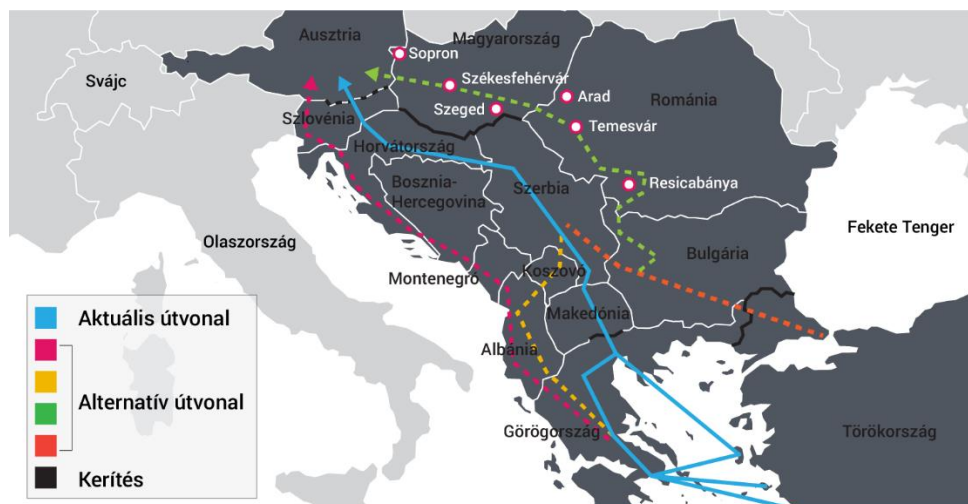 Ausztria
Magyarország
Sopron
Svájc
Székesfehérvár
Arad
Románia
Szeged
Szlovénia
Temesvár
Horvátország
Bosznia-
Hercegovina
Szerbia
Resicabánya
Olaszország
Fekete Tenger
Bulgária
Koszovó
Montenegró
Makedónia
Albánia
Görögország
Törökország
Aktuális útvonal
Alternatív útvonal
Kerítés